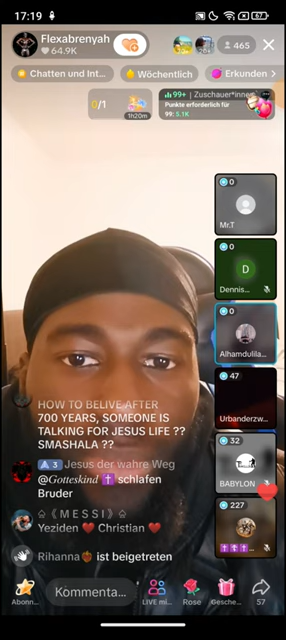 17:19
67
Flexabrenyah
64.9K
20+
465
Chatten und Int...
Wöchentlich
Erkunden
0/1
1h20m
99+ | Zuschauer*innen
Punkte erforderlich für
99: 5.1K
0
Mr.T
0
D
Dennis...
0
Alhamdulila...
47
Urbanderzw...
32
BABYLON
227
✝️✝️✝️...
HOW TO BELIVE AFTER
700 YEARS, SOMEONE IS
TALKING FOR JESUS LIFE ??
SMASHALA ??
3 Jesus der wahre Weg
@Gotteskind ✝️ schlafen
Bruder
《 M E S S I 》
Yeziden ❤️ Christian ❤️
Rihanna ist beigetreten
Abonn...
Kommenta...
LIVE mi...
Rose
Gesche...
57